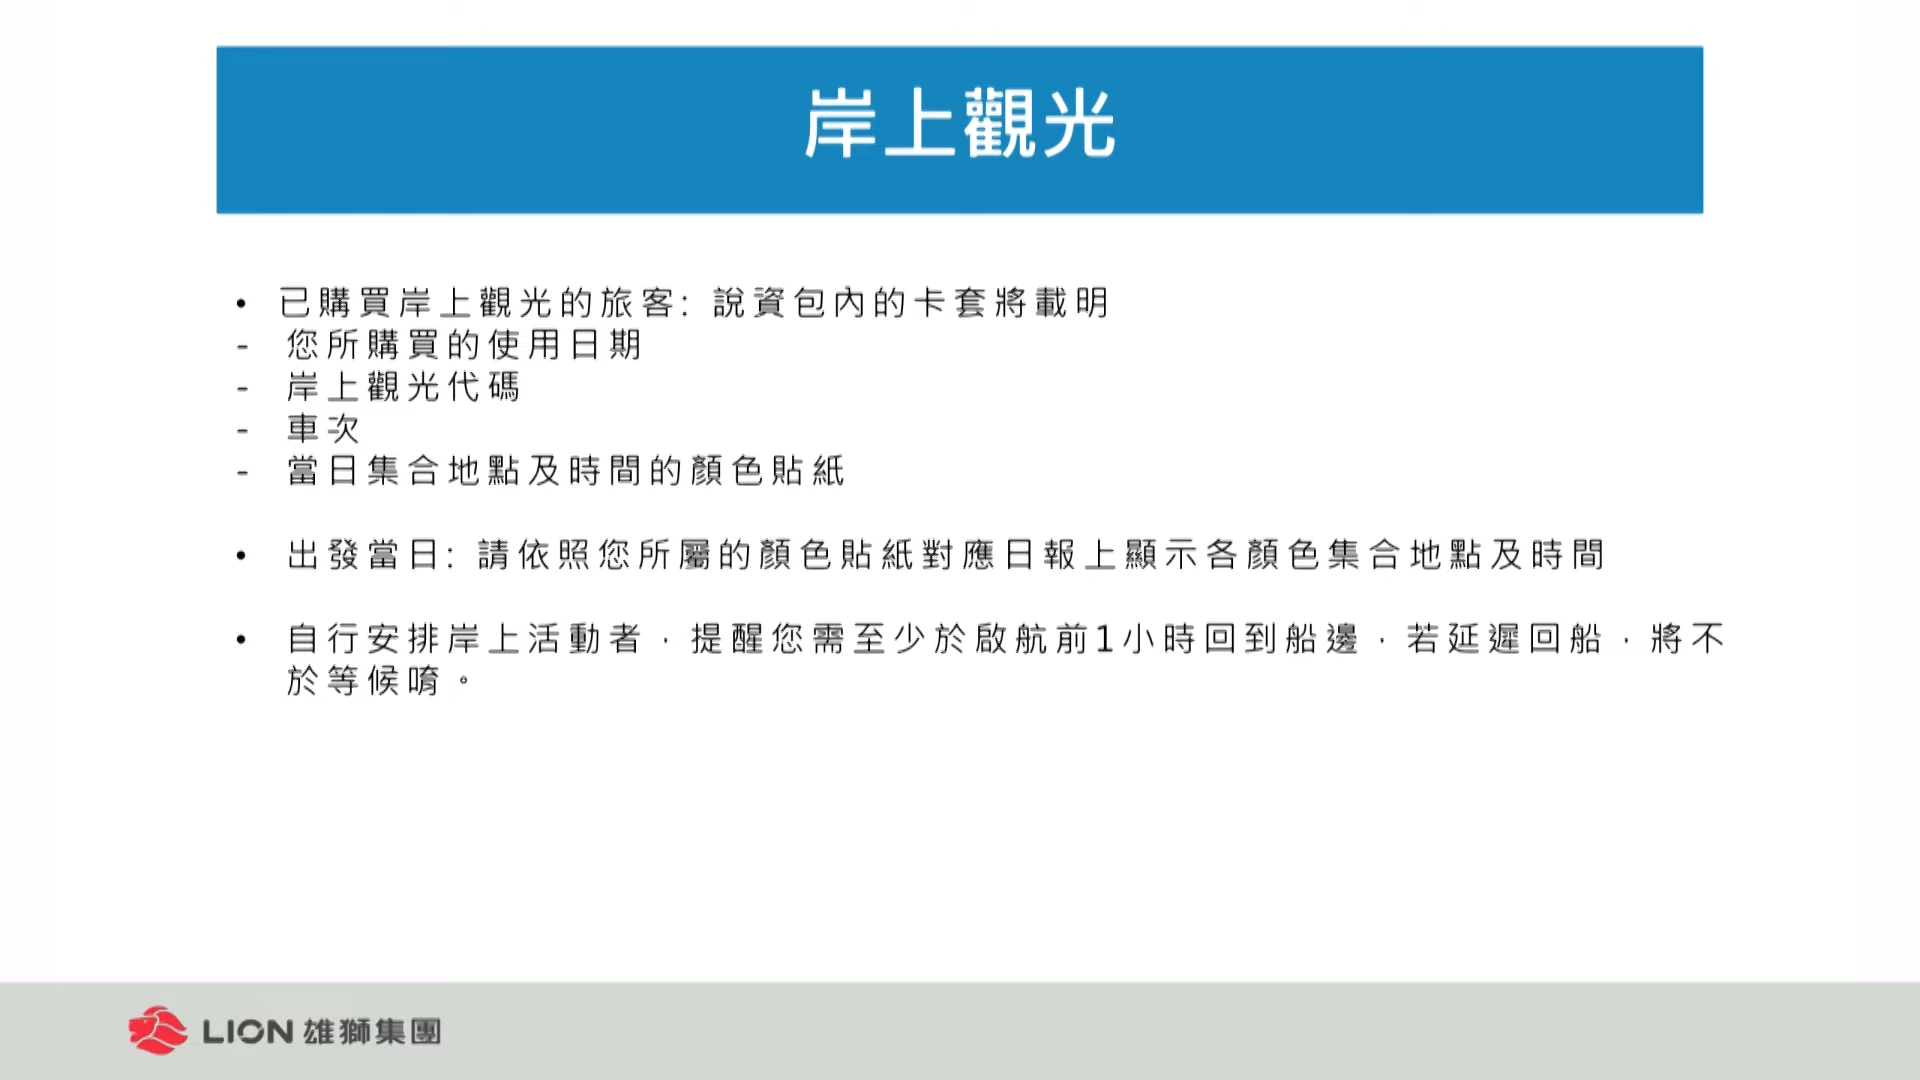 岸上觀光
• 已購買岸上觀光的旅客: 說資包內的卡套將載明
- 您所購買的使用日期
- 岸上觀光代碼
- 車次
- 當日集合地點及時間的顏色貼紙
• 出發當日: 請依照您所屬的顏色貼紙對應日報上顯示各顏色集合地點及時間
• 自行安排岸上活動者，提醒您需至少於啟航前1小時回到船邊，若延遲回船，將不
於等候唷。
LION 雄獅集團